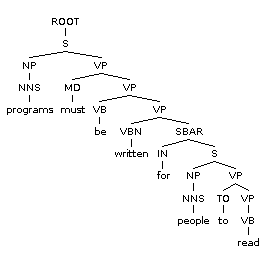 ROOT
S
NP VP
NNS MD VP
programs must VB VP
be VBN SBAR
written IN S
for NP VP
NNS TO VP
people to VB
read